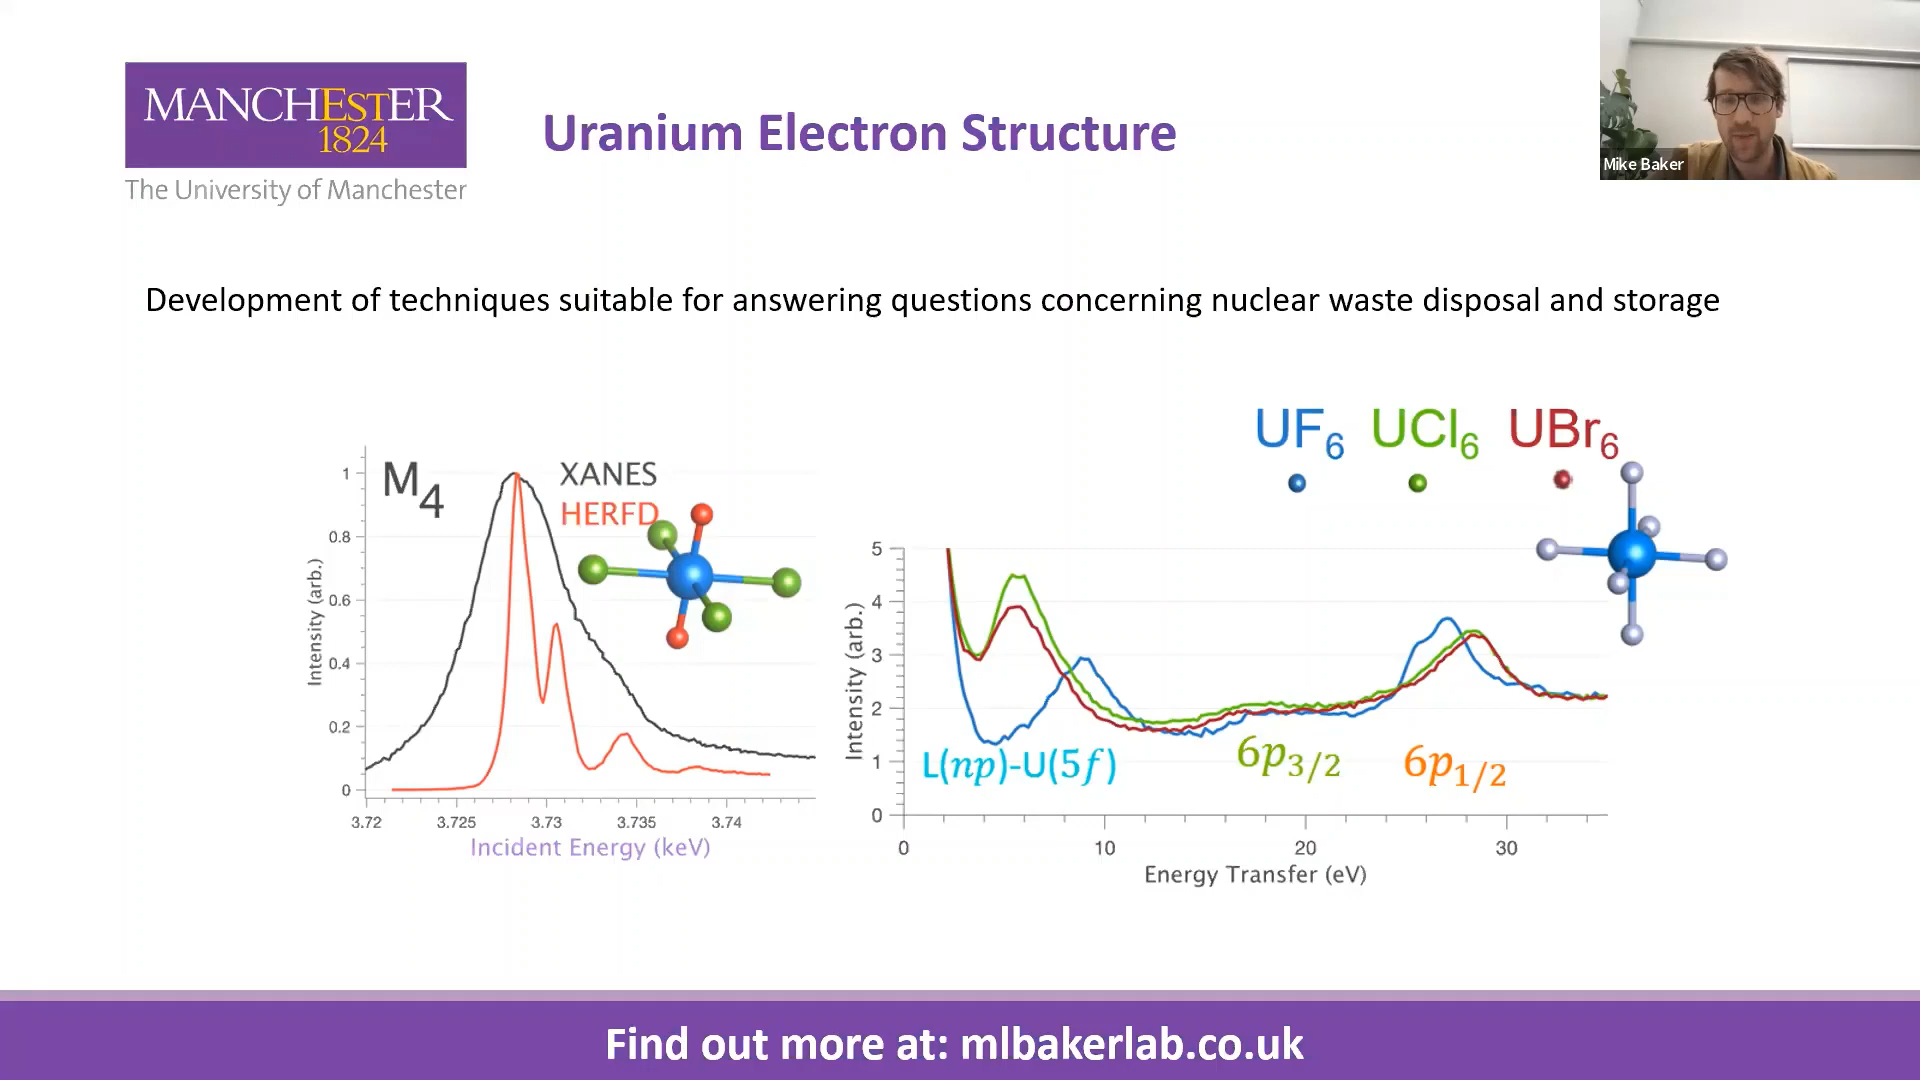 MANCHESTER
1824
The University of Manchester
Uranium Electron Structure
Mike Baker
Development of techniques suitable for answering questions concerning nuclear waste disposal and storage
M4
XANES
HERFD
Intensity (arb.)
1
0.8
0.6
0.4
0.2
0
3.72 3.725 3.73 3.735 3.74
Incident Energy (keV)
UF6 UCl6 UBr6
Intensity (arb.)
5
4
3
2
1
0
L(np)-U(5f) 6p3/2 6p1/2
0 10 20 30
Energy Transfer (eV)
Find out more at: mlbakerlab.co.uk